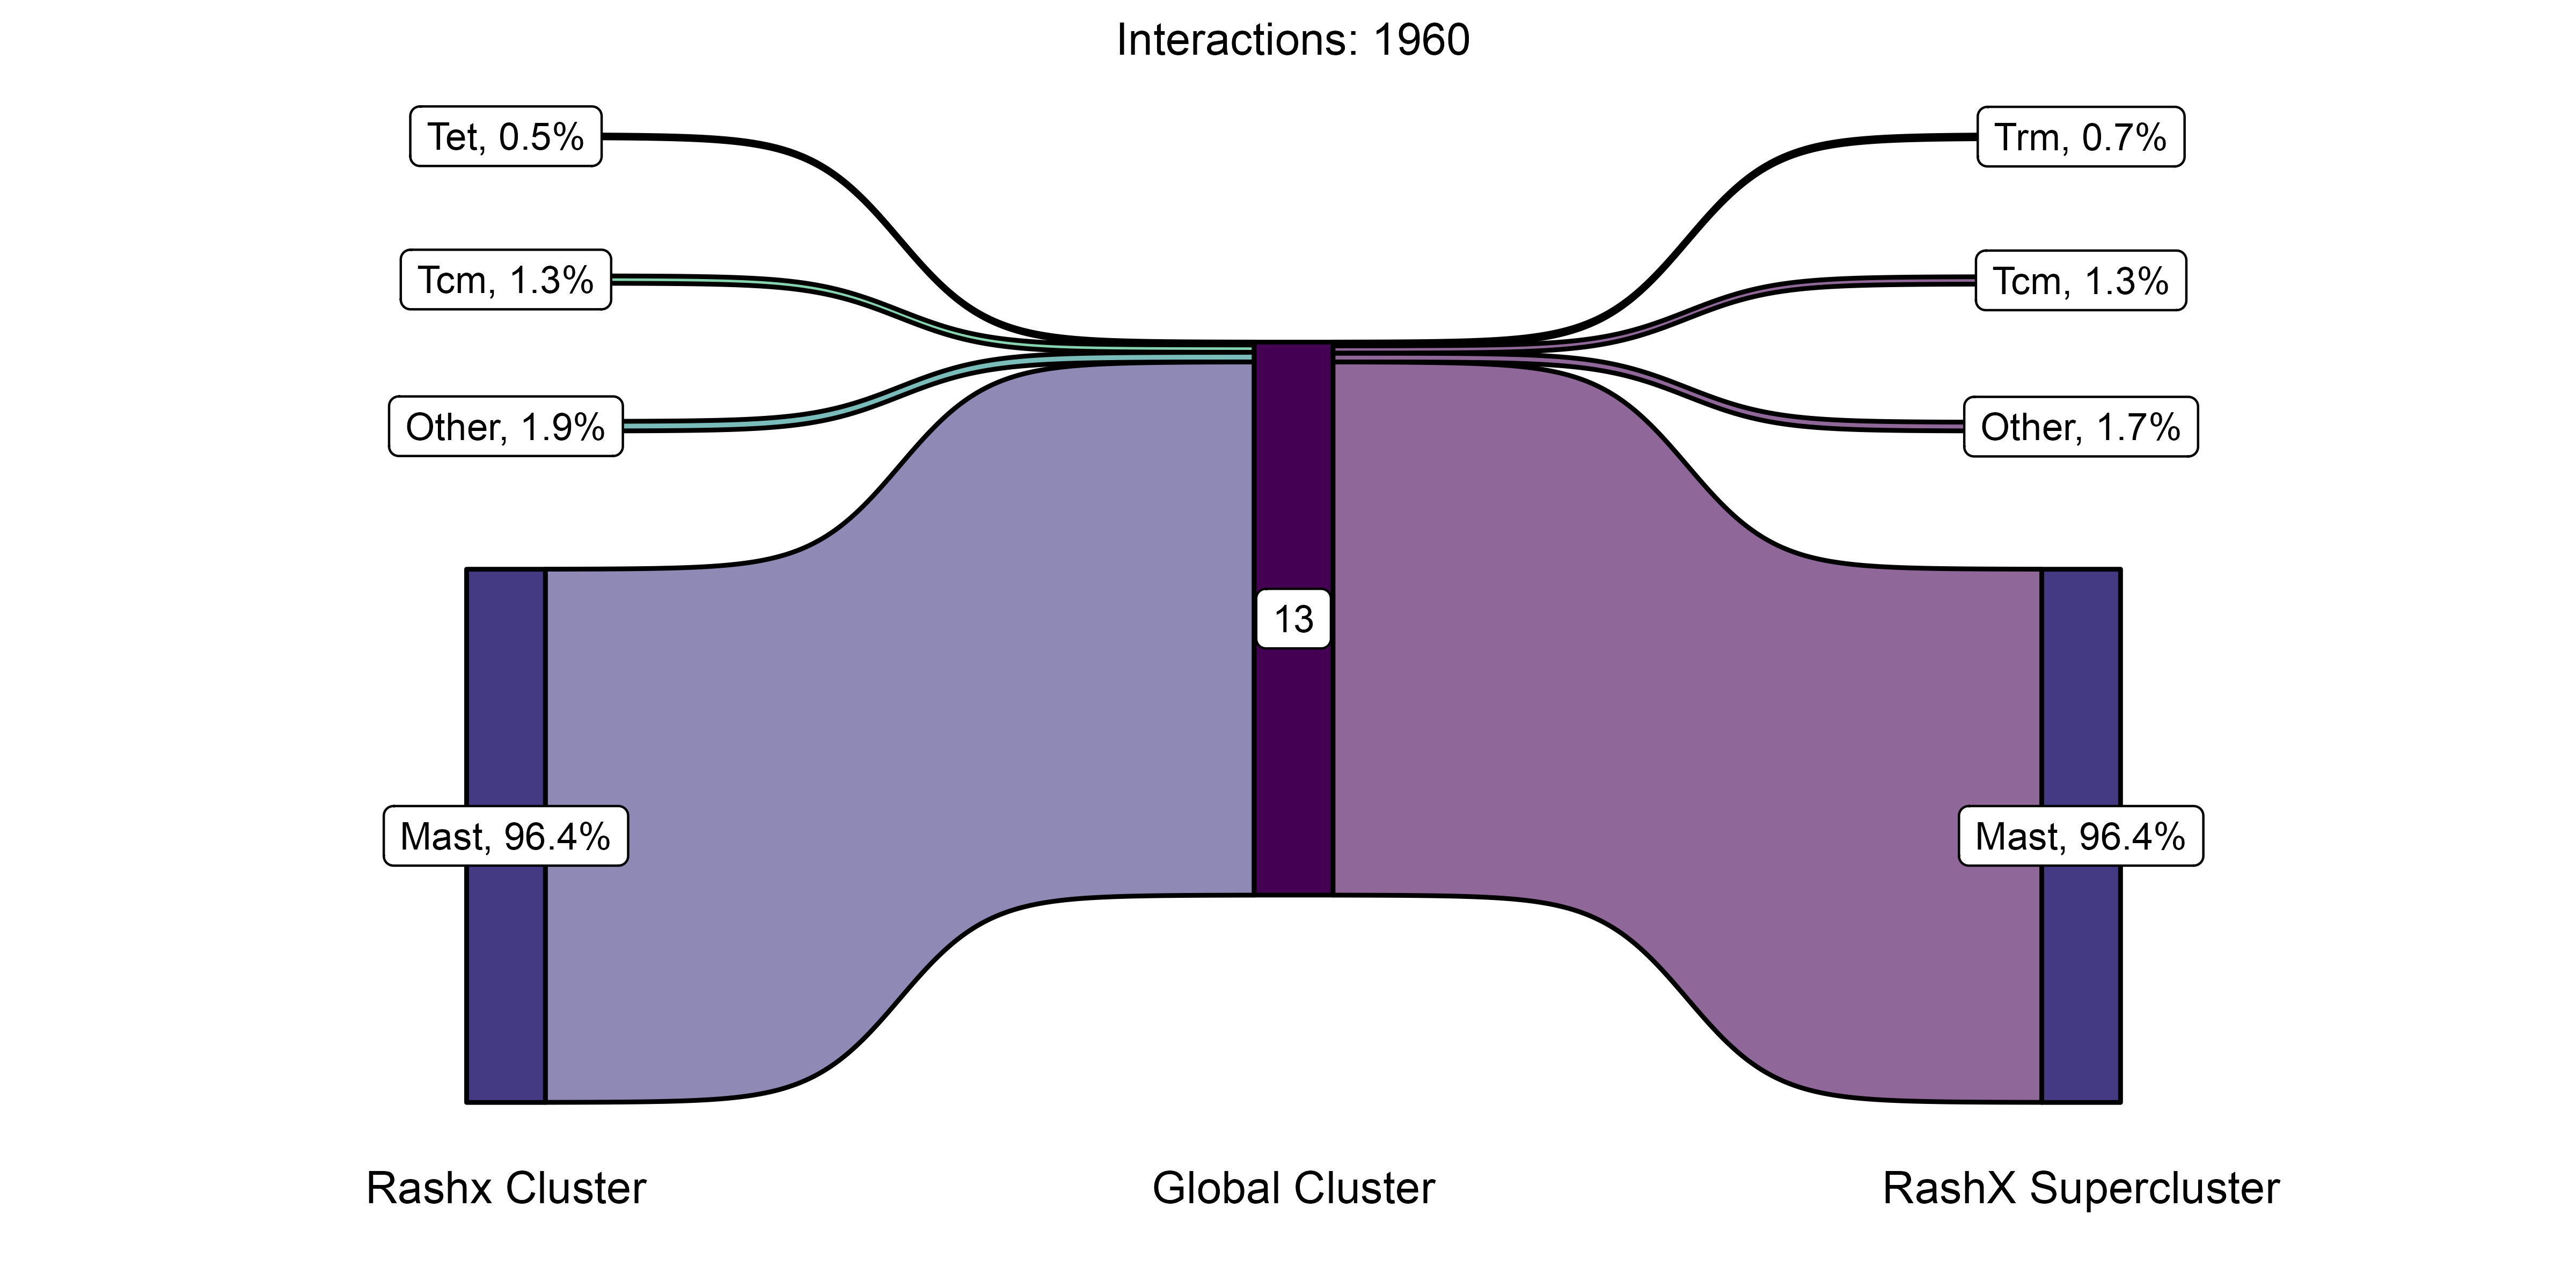 Interactions: 1960
Tet, 0.5%
Trm, 0.7%
Tcm, 1.3%
Tcm, 1.3%
Other, 1.9%
Other, 1.7%
13
Mast, 96.4%
Mast, 96.4%
Rashx Cluster
Global Cluster
RashX Supercluster